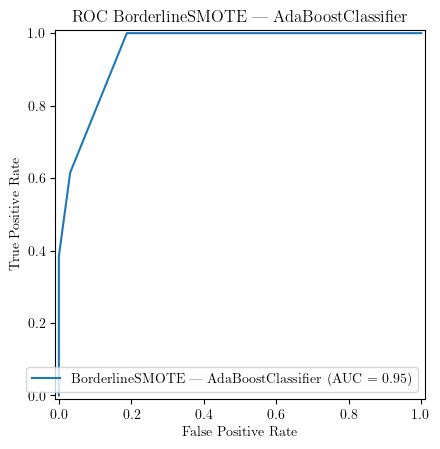 ROC BorderlineSMOTE — AdaBoostClassifier
1.0
0.8
0.6
0.4
0.2
0.0
True Positive Rate
BorderlineSMOTE — AdaBoostClassifier (AUC = 0.95)
0.0 0.2 0.4 0.6 0.8 1.0
False Positive Rate